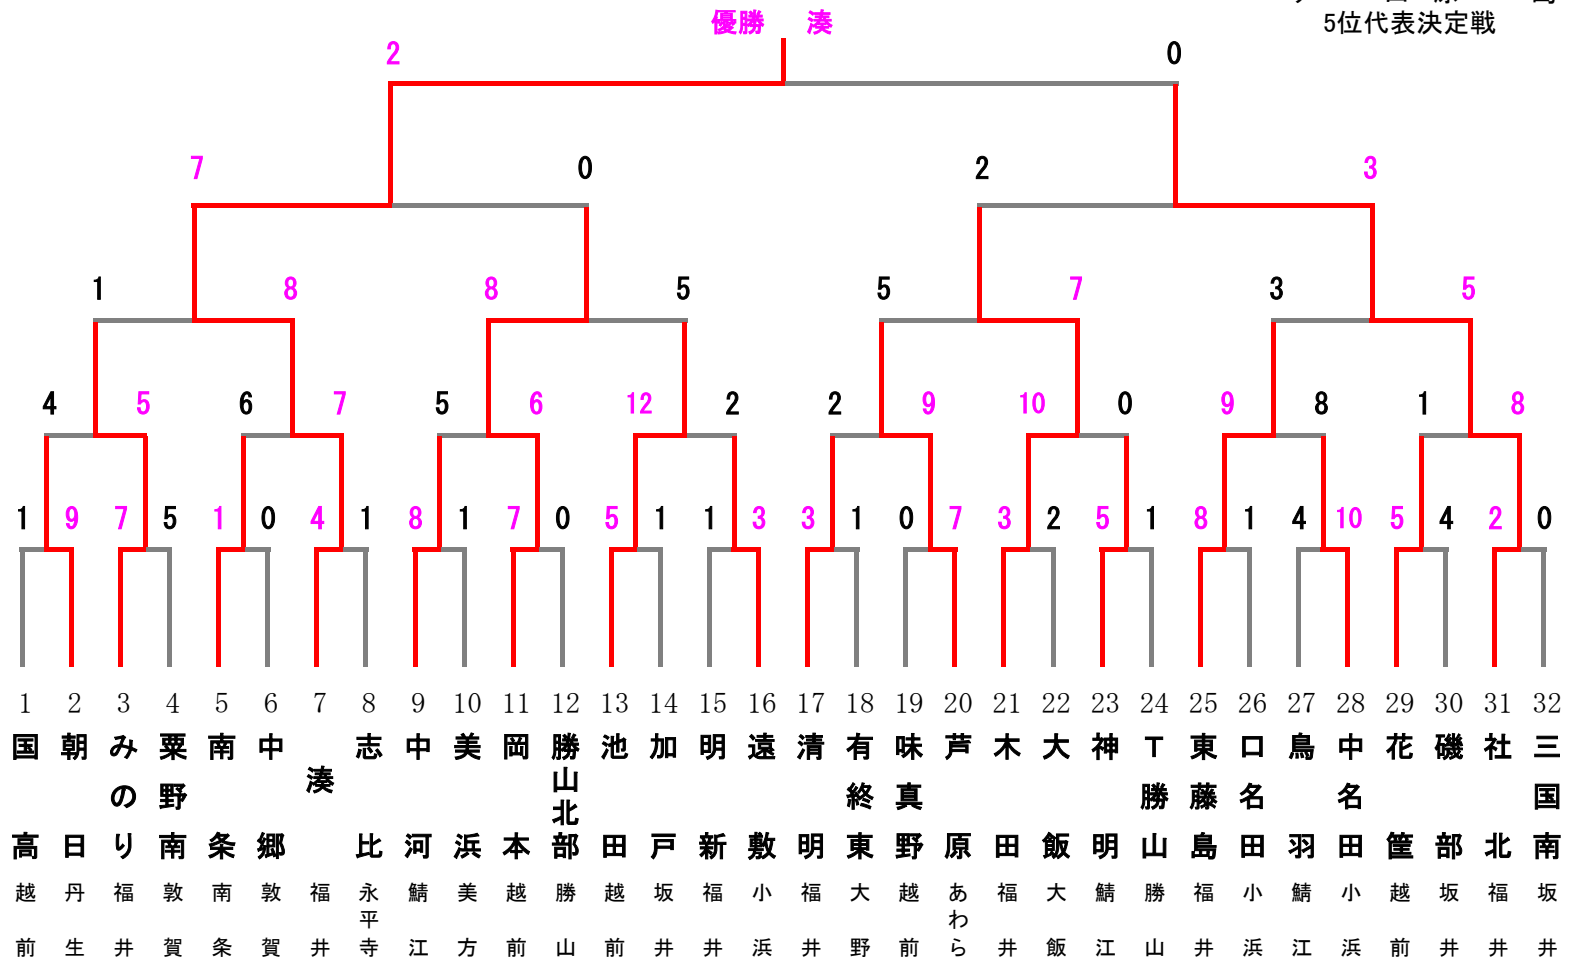 優勝 湊
5位代表決定戦
2 0
7 0 2 3
1 8 8 5 5 7 3 5
4 5 6 7 5 6 12 2 2 9 10 0 9 8 1 8
1 9 7 5 1 0 4 1 8 1 7 0 5 1 1 3 3 1 0 7 3 2 5 1 8 1 4 10 5 4 2 0
1 2 3 4 5 6 7 8 9 10 11 12 13 14 15 16 17 18 19 20 21 22 23 24 25 26 27 28 29 30 31 32
国高 朝日 みのり 粟野南 南条 中郷 湊 志比 中河 美浜 岡本 勝山北部 池田 加戸 明新 遠敷 清明 有終東 味真野 芦原 木田 大飯 神明 T勝山 東藤島 口名田 鳥羽 中名田 花筐 磯部 社北 三国南
越前 丹生 福井 敦賀 南条 敦賀 福井 永平寺 鯖江 美方 越前 勝山 越前 坂井 福井 小浜 福井 大野 越前 あわら 福井 大飯 鯖江 勝山 福井 小浜 鯖江 小浜 越前 坂井 福井 坂井